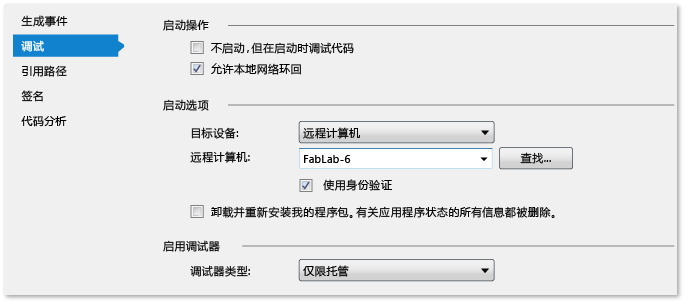 生成事件
调试
引用路径
签名
代码分析
启动操作
不启动,但在启动时调试代码
允许本地网络环回
启动选项
目标设备: 远程计算机
远程计算机: FabLab-6 查找...
使用身份验证
卸载并重新安装我的程序包。有关应用程序状态的所有信息都被删除。
启用调试器
调试器类型: 仅限托管